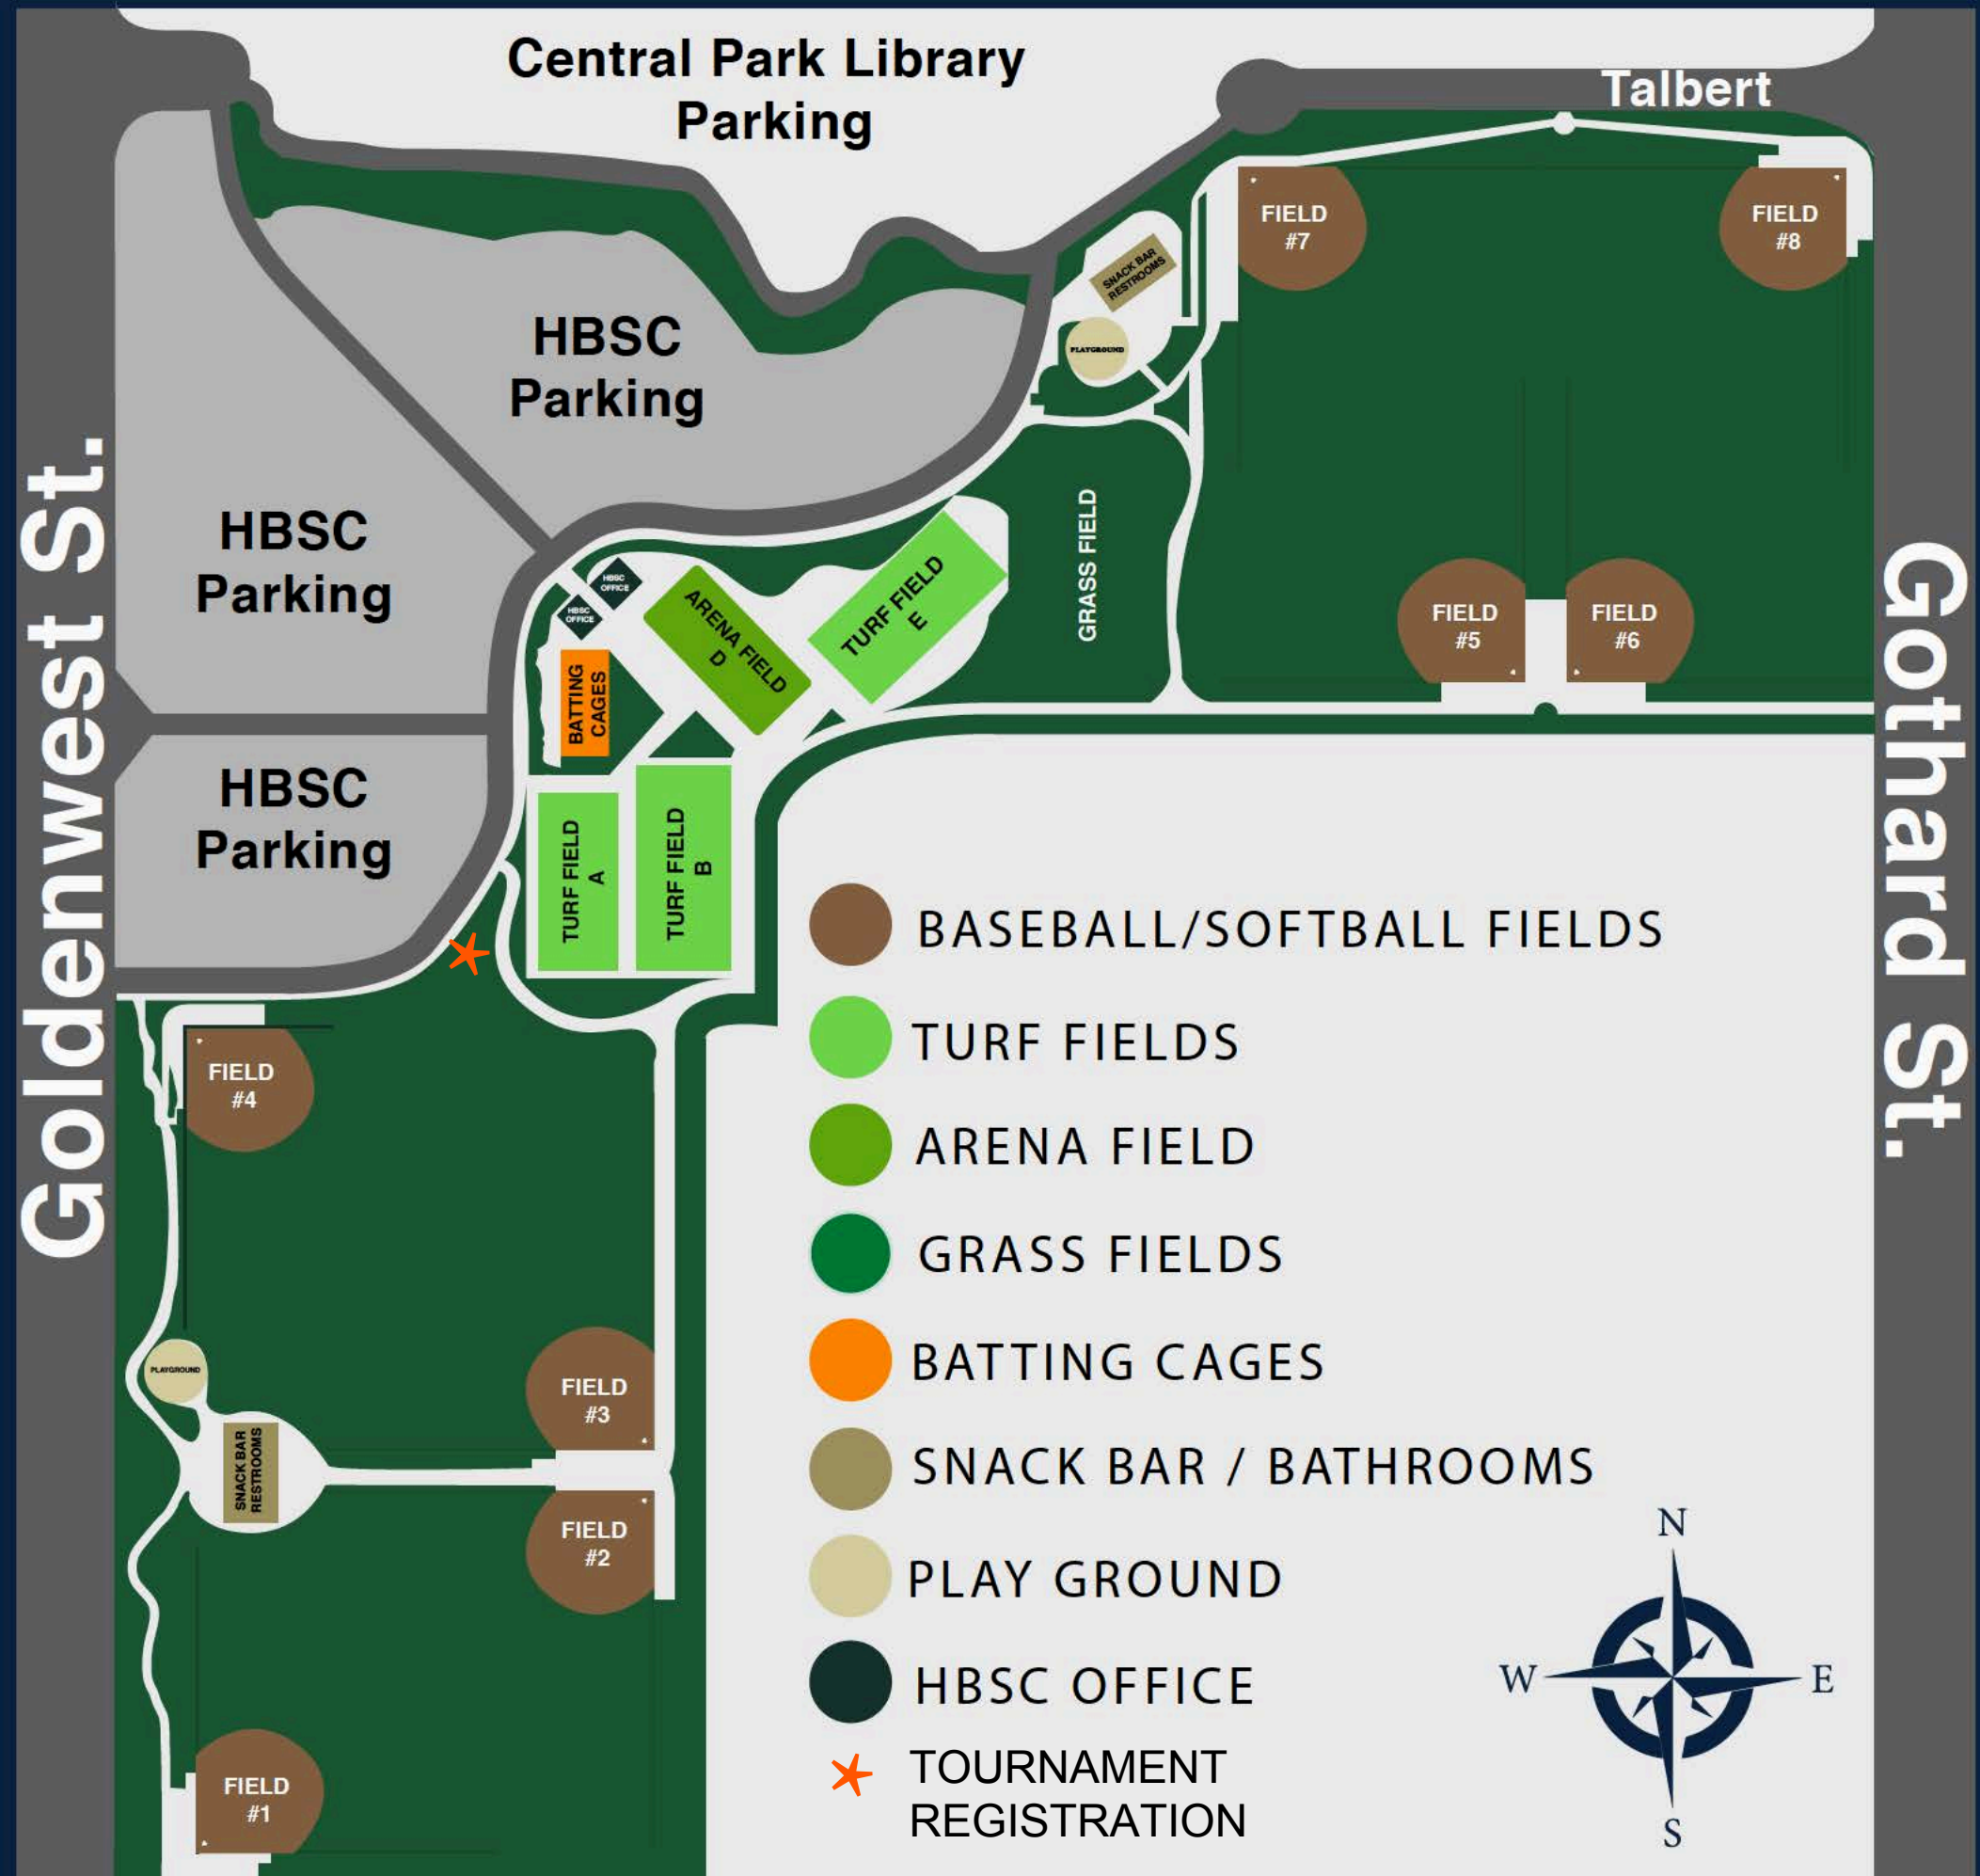 Central Park Library
Parking
Talbert
FIELD
#7
FIELD
#8
SNACK BAR
RESTROOMS
PLAYGROUND
HBSC
Parking
Goldenwest St.
HBSC
Parking
GRASS FIELD
Gothard St.
HBSC
OFFICE
HBSC
OFFICE
ARENA FIELD
D
TURF FIELD
E
FIELD
#5
FIELD
#6
BATTING
CAGES
HBSC
Parking
TURF FIELD
A
TURF FIELD
B
BASEBALL/SOFTBALL FIELDS
TURF FIELDS
ARENA FIELD
GRASS FIELDS
BATTING CAGES
SNACK BAR / BATHROOMS
PLAY GROUND
HBSC OFFICE
TOURNAMENT
REGISTRATION
FIELD
#4
PLAYGROUND
FIELD
#3
SNACK BAR
RESTROOMS
FIELD
#2
FIELD
#1
N
W
E
S